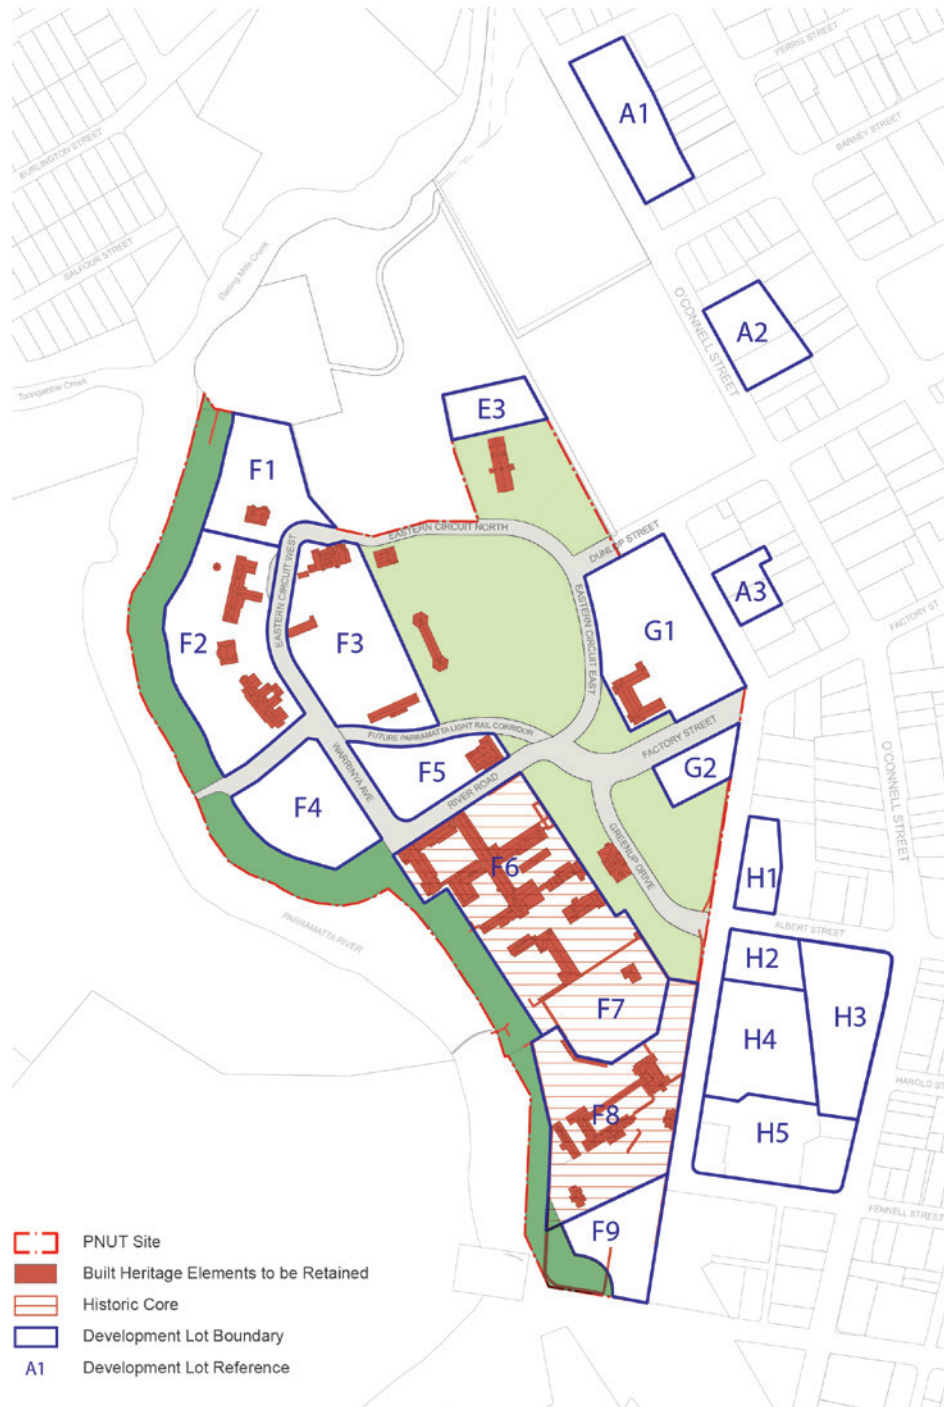 FERRIS STREET
A1
BARNEY STREET
BURLINGTON STREET
BALFOUR STREET
Darling Mills Creek
O'CONNELL STREET
A2
Toongabbie Creek
E3
F1
EASTERN CIRCUIT NORTH
DUNLOP STREET
EASTERN CIRCUIT WEST
A3
FACTORY ST
F2
F3
EASTERN CIRCUIT EAST
G1
FUTURE PARRAMATTA LIGHT RAIL CORRIDOR
FACTORY STREET
O'CONNELL STREET
WARRINYA AVE
F5
G2
RIVER ROAD
F4
GREENUP DRIVE
F6
H1
PARRAMATTA RIVER
ALBERT STREET
H2
F7
H3
H4
HAROLD ST
F8
H5
FENNELL STREET
F9
PNUT Site
Built Heritage Elements to be Retained
Historic Core
Development Lot Boundary
A1 Development Lot Reference